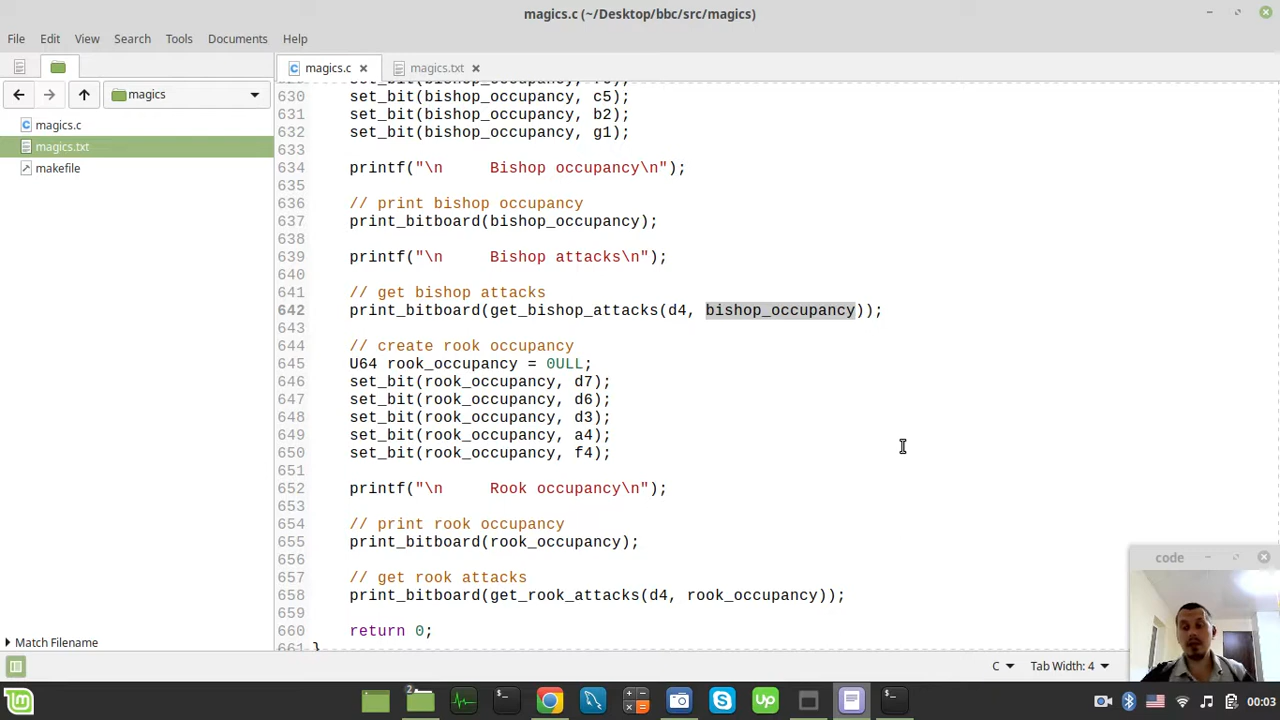 magics.c (~/Desktop/bbc/src/magics)
File Edit View Search Tools Documents Help
magics.c
magics.txt
magics
magics.c
magics.txt
makefile
630 set_bit(bishop_occupancy, c5);
631 set_bit(bishop_occupancy, b2);
632 set_bit(bishop_occupancy, g1);
633
634 printf("\n     Bishop occupancy\n");
635
636 // print bishop occupancy
637 print_bitboard(bishop_occupancy);
638
639 printf("\n     Bishop attacks\n");
640
641 // get bishop attacks
642 print_bitboard(get_bishop_attacks(d4, bishop_occupancy));
643
644 // create rook occupancy
645 U64 rook_occupancy = 0ULL;
646 set_bit(rook_occupancy, d7);
647 set_bit(rook_occupancy, d6);
648 set_bit(rook_occupancy, d3);
649 set_bit(rook_occupancy, a4);
650 set_bit(rook_occupancy, f4);
651
652 printf("\n     Rook occupancy\n");
653
654 // print rook occupancy
655 print_bitboard(rook_occupancy);
656
657 // get rook attacks
658 print_bitboard(get_rook_attacks(d4, rook_occupancy));
659
660 return 0;
661 }
code
Match Filename
C
Tab Width: 4
2
00:03